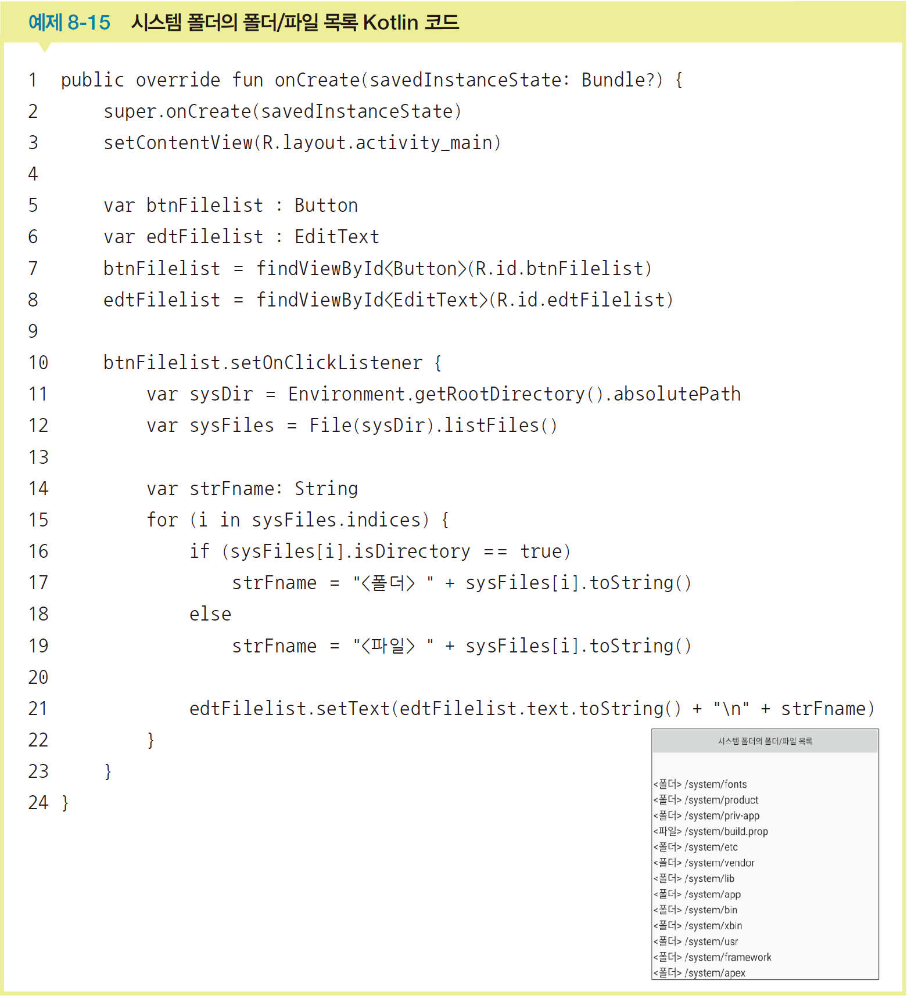 예제 8-15 시스템 폴더의 폴더/파일 목록 Kotlin 코드
1 public override fun onCreate(savedInstanceState: Bundle?) {
2 super.onCreate(savedInstanceState)
3 setContentView(R.layout.activity_main)
4
5 var btnFilelist : Button
6 var edtFilelist : EditText
7 btnFilelist = findViewById<Button>(R.id.btnFilelist)
8 edtFilelist = findViewById<EditText>(R.id.edtFilelist)
9
10 btnFilelist.setOnClickListener {
11 var sysDir = Environment.getRootDirectory().absolutePath
12 var sysFiles = File(sysDir).listFiles()
13
14 var strFname: String
15 for (i in sysFiles.indices) {
16 if (sysFiles[i].isDirectory == true)
17 strFname = "<폴더> " + sysFiles[i].toString()
18 else
19 strFname = "<파일> " + sysFiles[i].toString()
20
21 edtFilelist.setText(edtFilelist.text.toString() + "\n" + strFname)
22 }
23 }
24 }
시스템 폴더의 폴더/파일 목록
<폴더> /system/fonts
<폴더> /system/product
<폴더> /system/priv-app
<파일> /system/build.prop
<폴더> /system/etc
<폴더> /system/vendor
<폴더> /system/lib
<폴더> /system/app
<폴더> /system/bin
<폴더> /system/xbin
<폴더> /system/usr
<폴더> /system/framework
<폴더> /system/apex